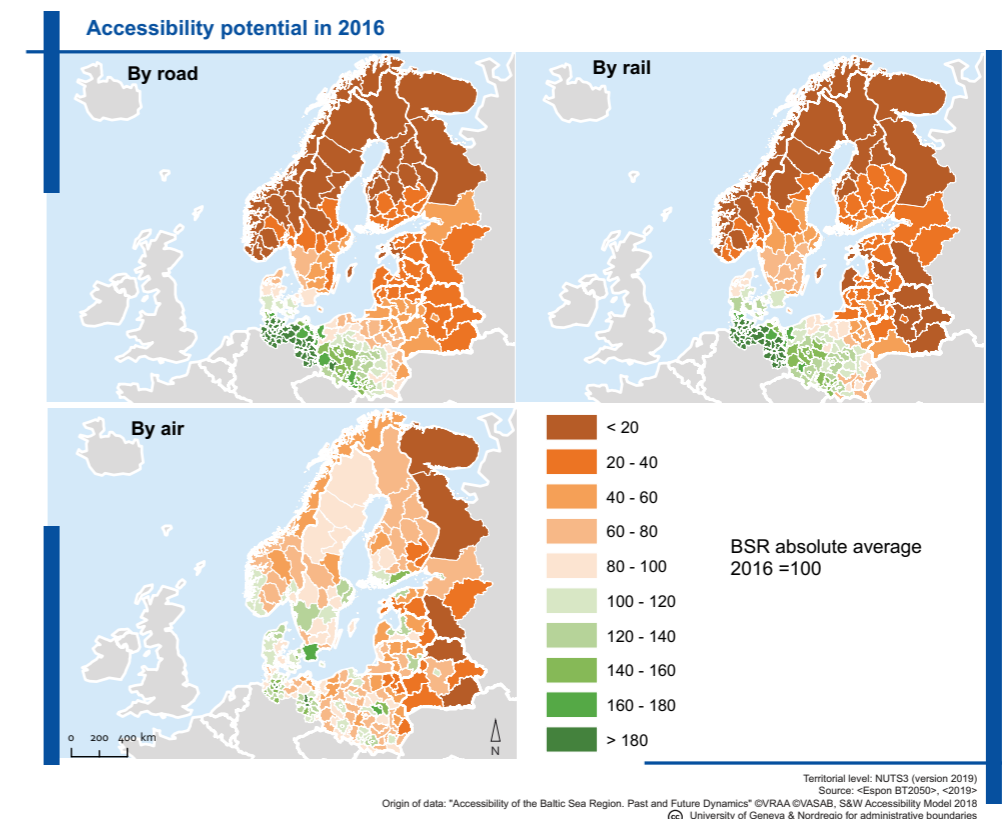 Accessibility potential in 2016
By road
By rail
By air
0 200 400 km
N
< 20
20 - 40
40 - 60
60 - 80
80 - 100
100 - 120
120 - 140
140 - 160
160 - 180
> 180
BSR absolute average
2016 =100
Territorial level: NUTS3 (version 2019)
Source: <Espon BT2050>, <2019>
Origin of data: "Accessibility of the Baltic Sea Region. Past and Future Dynamics" ©VRAA ©VASAB, S&W Accessibility Model 2018
University of Geneva & Nordregio for administrative boundaries